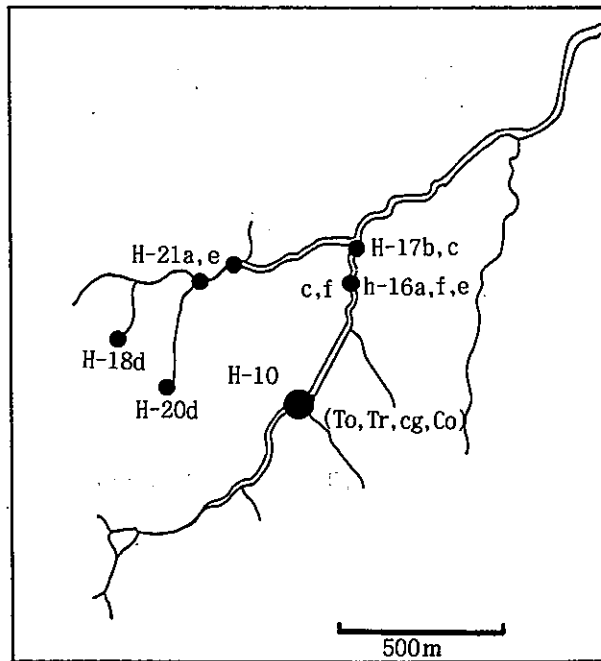 H-21a,e
H-17b,c
c,f
h-16a,f,e
H-18d
H-10
H-20d
(To,Tr,cg,Co)
500m